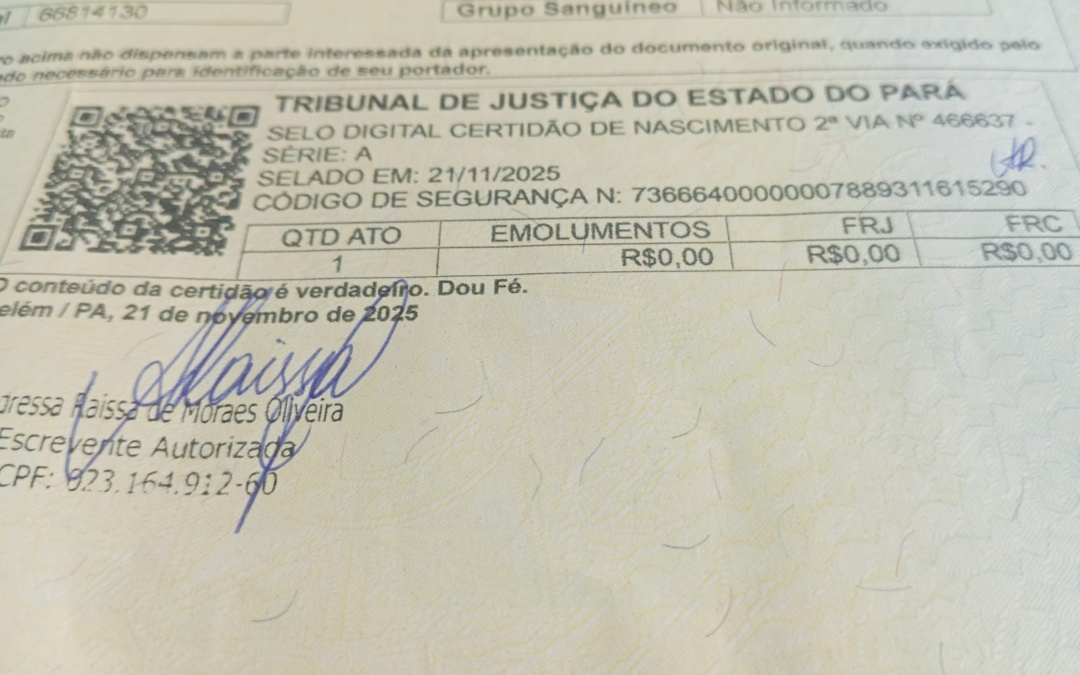 66814130
Grupo Sanguíneo Não Informado
acima não dispensam a parte interessada da apresentação do documento original, quando exigido pelo
necessário para identificação de seu portador.
TRIBUNAL DE JUSTIÇA DO ESTADO DO PARÁ
SELO DIGITAL CERTIDÃO DE NASCIMENTO 2ª VIA Nº 466637 -
SÉRIE: A
SELADO EM: 21/11/2025
CÓDIGO DE SEGURANÇA N: 7366640000007889311615290
QTD ATO EMOLUMENTOS FRJ FRC
1 R$0,00 R$0,00 R$0,00
O conteúdo da certidão é verdadeiro. Dou Fé.
elém / PA, 21 de novembro de 2025
Raissa
dressa Raissa de Moraes Oliveira
Escrevente Autorizada
CPF: 923.164.912-60